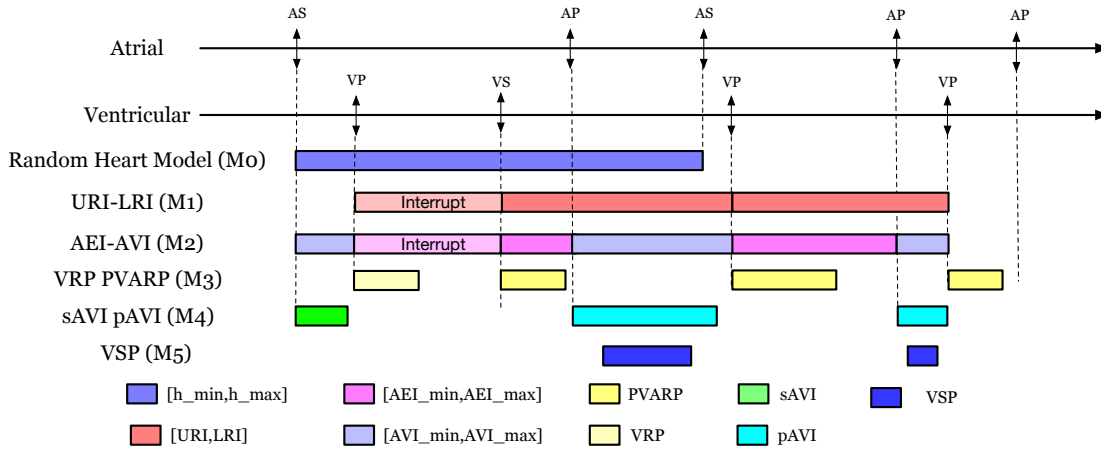 AS AP AS AP AP
Atrial
VP VS VP VP
Ventricular
Random Heart Model (M0)
URI-LRI (M1) Interrupt
AEI-AVI (M2) Interrupt
VRP PVARP (M3)
sAVI pAVI (M4)
VSP (M5)
[h_min,h_max] [AEI_min,AEI_max] PVARP sAVI VSP
[URI,LRI] [AVI_min,AVI_max] VRP pAVI